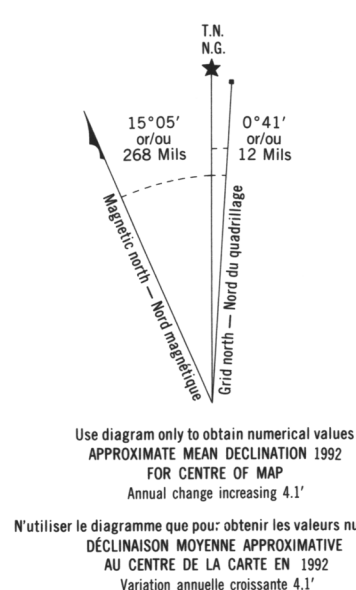 T.N.
N.G.
15°05′ 0°41′
or/ou or/ou
268 Mils 12 Mils
Magnetic north — Nord magnétique
Grid north — Nord du quadrillage
Use diagram only to obtain numerical values
APPROXIMATE MEAN DECLINATION 1992
FOR CENTRE OF MAP
Annual change increasing 4.1′
N'utiliser le diagramme que pour obtenir les valeurs nu
DÉCLINAISON MOYENNE APPROXIMATIVE
AU CENTRE DE LA CARTE EN 1992
Variation annuelle croissante 4.1′